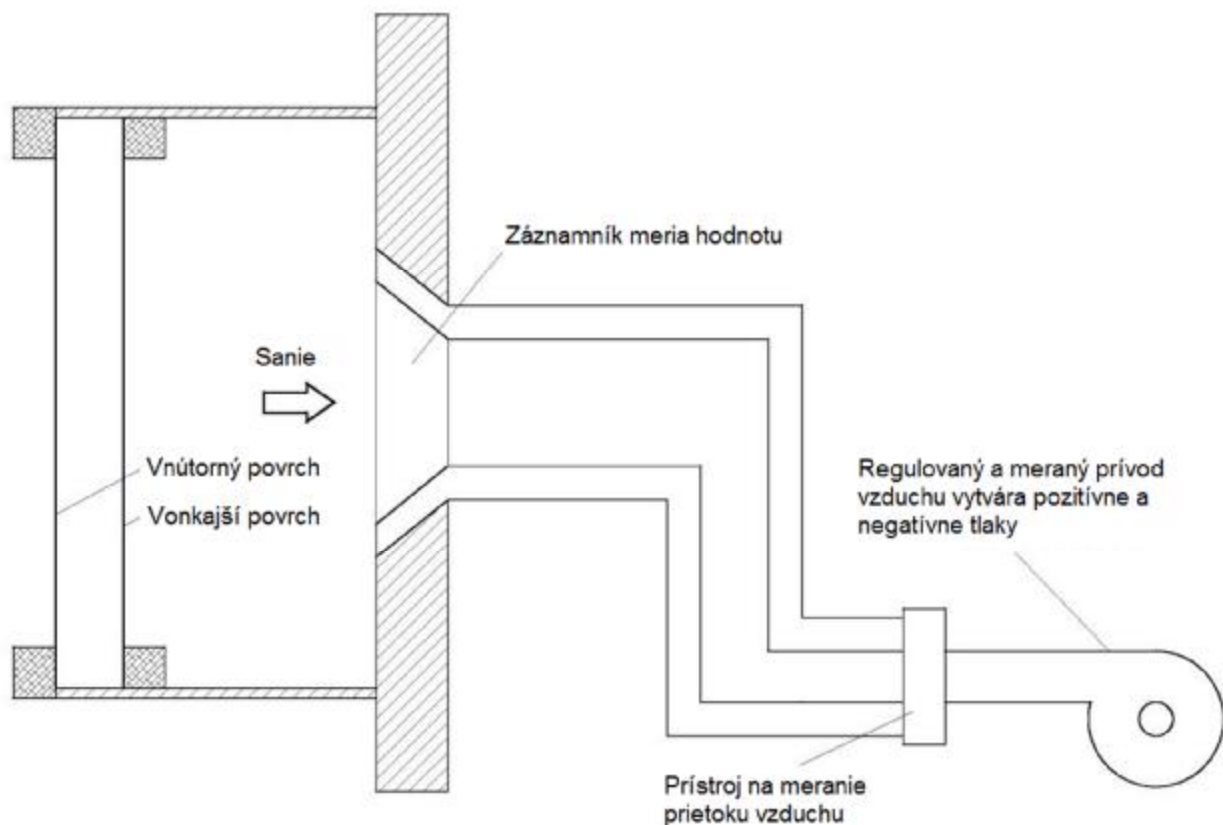 Záznamník meria hodnotu
Sanie
Vnútorný povrch
Vonkajší povrch
Regulovaný a meraný prívod
vzduchu vytvára pozitívne a
negatívne tlaky
Prístroj na meranie
prietoku vzduchu